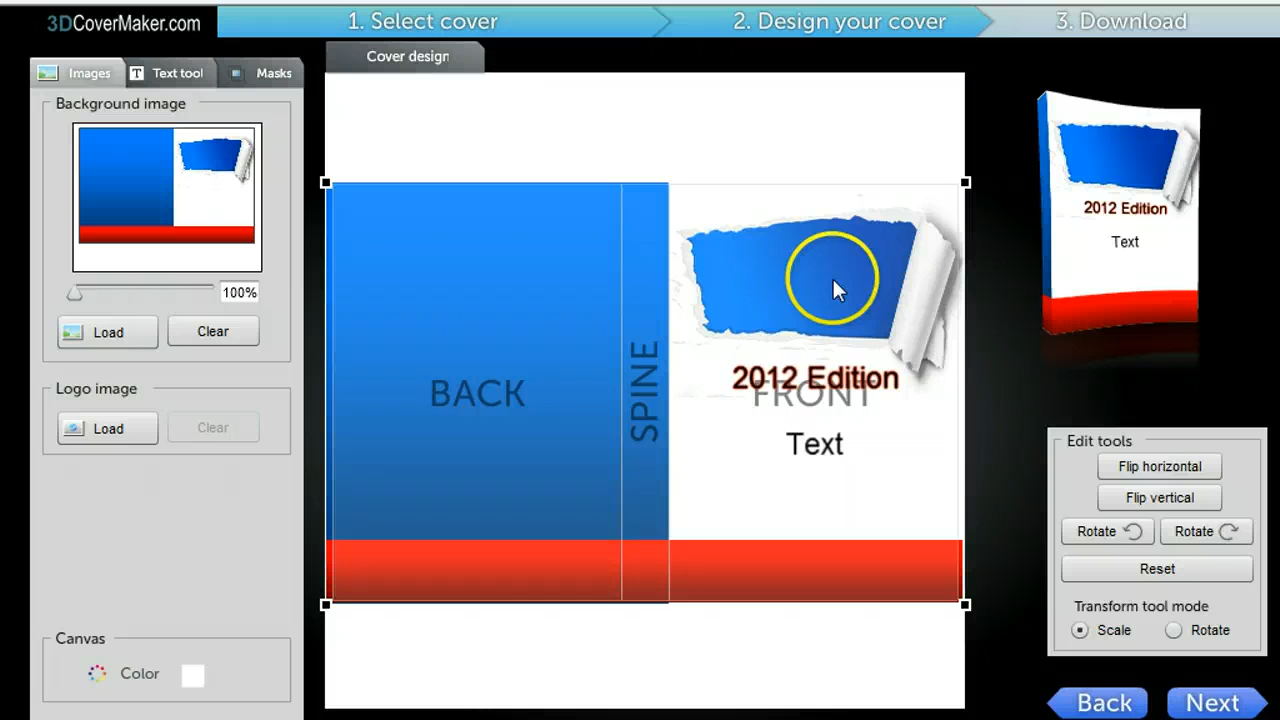 3DCoverMaker.com
1. Select cover
2. Design your cover
3. Download
Cover design
Images
T Text tool
Masks
Background image
100%
Load
Clear
Logo image
Load
Clear
Canvas
Color
BACK
SPINE
2012 Edition
FRONT
Text
2012 Edition
Text
Edit tools
Flip horizontal
Flip vertical
Rotate
Rotate
Reset
Transform tool mode
Scale
Rotate
Back
Next